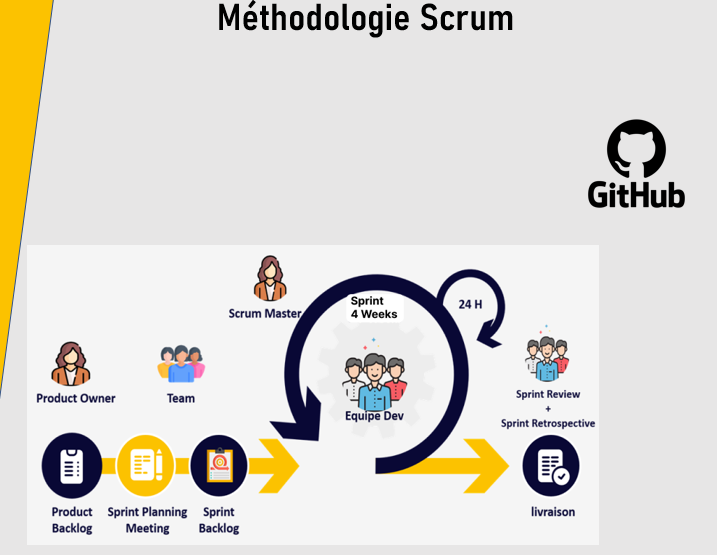 Méthodologie Scrum
GitHub
Scrum Master
Sprint
4 Weeks
24 H
Product Owner
Team
Equipe Dev
Sprint Review
+
Sprint Retrospective
Product
Backlog
Sprint Planning
Meeting
Sprint
Backlog
livraison